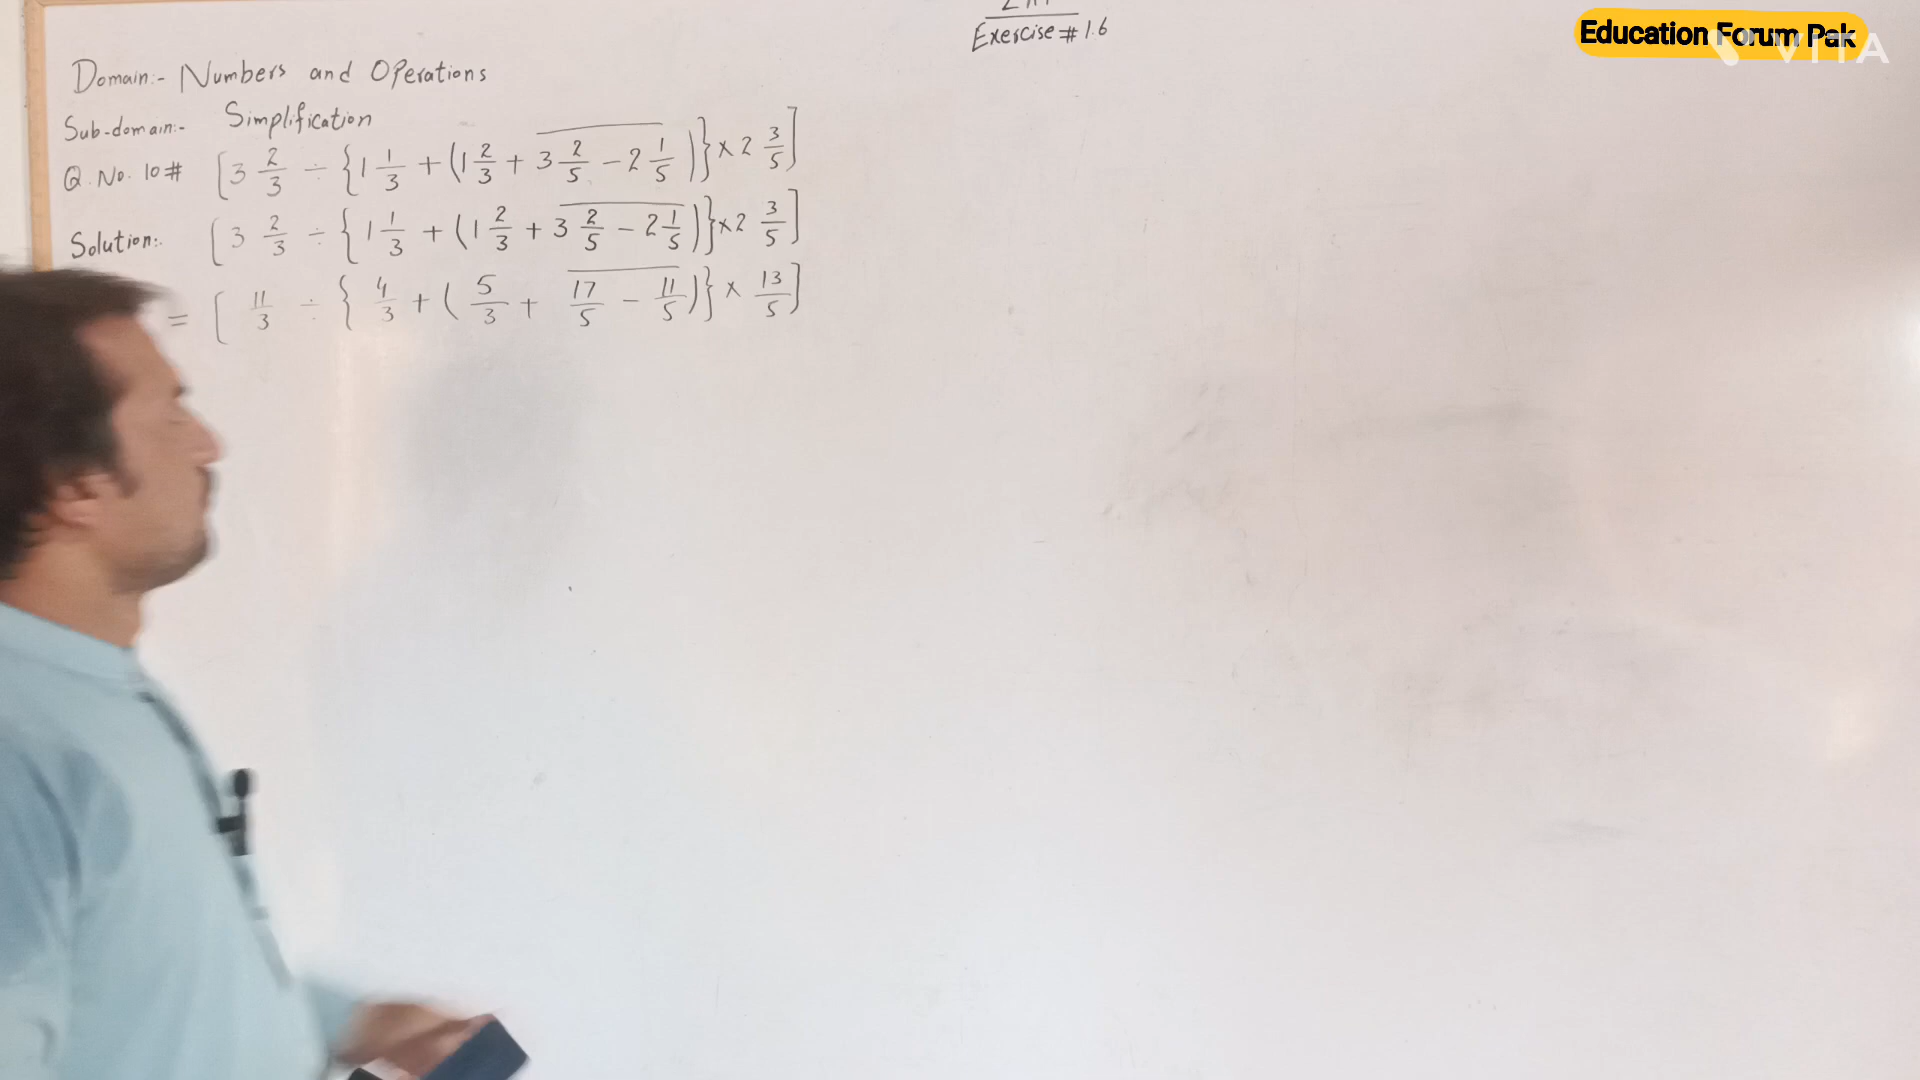 Exercise # 1.6
Education Forum Pak
VITA
Domain:- Numbers and Operations
Sub-domain:- Simplification
Q. No. 10# [3 2/3 ÷ {1 1/3 + (1 2/3 + 3 2/5 − 2 1/5)} × 2 3/5]
Solution:. [3 2/3 ÷ {1 1/3 + (1 2/3 + 3 2/5 − 2 1/5)} × 2 3/5]
= [11/3 ÷ {4/3 + (5/3 + 17/5 − 11/5)} × 13/5]